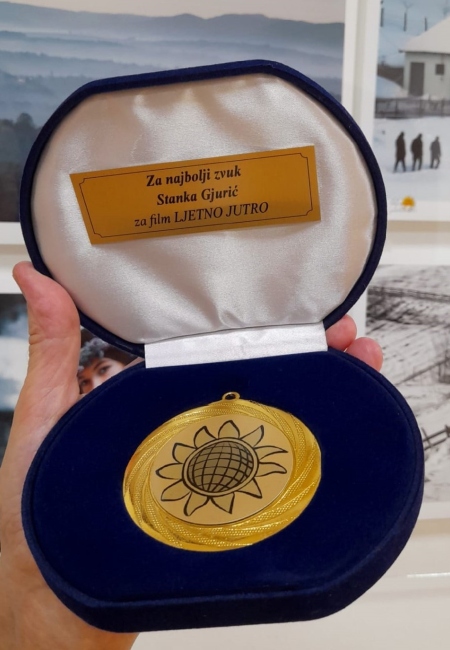 Za najbolji zvuk
Stanka Gjurić
za film LJETNO JUTRO